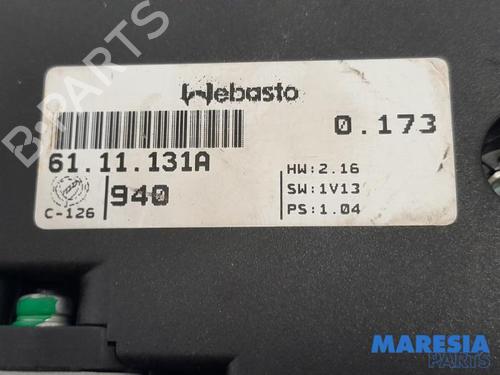 Webasto
0.173
61.11.131A
940
C-126
HW:2.16
SW:1V13
PS:1.04
B-PARTS
MARESIA
PARTS